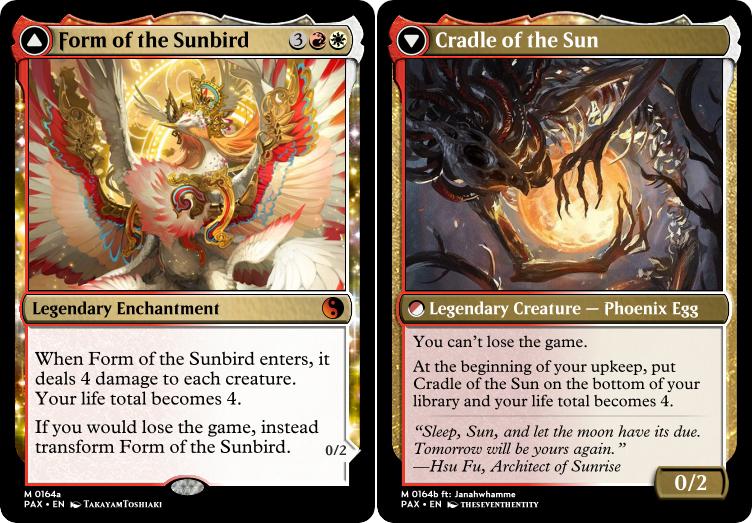 Form of the Sunbird 3
Legendary Enchantment
When Form of the Sunbird enters, it
deals 4 damage to each creature.
Your life total becomes 4.
If you would lose the game, instead
transform Form of the Sunbird.
0/2
M 0164a
PAX • EN TakayamToshiaki
Cradle of the Sun
Legendary Creature — Phoenix Egg
You can't lose the game.
At the beginning of your upkeep, put
Cradle of the Sun on the bottom of your
library and your life total becomes 4.
“Sleep, Sun, and let the moon have its due.
Tomorrow will be yours again.”
—Hsu Fu, Architect of Sunrise
0/2
M 0164b ft: Janahwhamme
PAX • EN theseventhentity